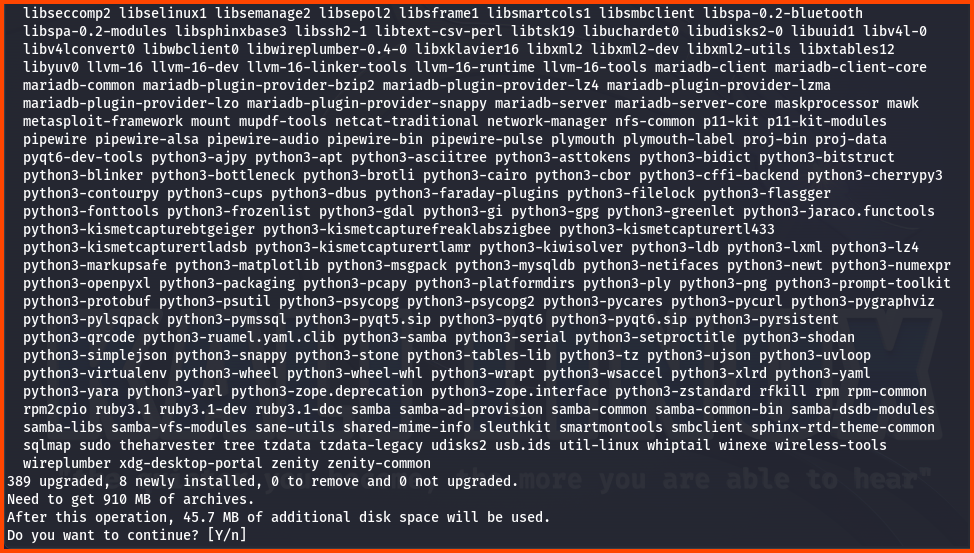 libseccomp2 libselinux1 libsemanage2 libsepol2 libsframe1 libsmartcols1 libsmbclient libspa-0.2-bluetooth
libspa-0.2-modules libsphinxbase3 libssh2-1 libtext-csv-perl libtsk19 libuchardet0 libudisks2-0 libuuid1 libv4l-0
libv4lconvert0 libwbclient0 libwireplumber-0.4-0 libxklavier16 libxml2 libxml2-dev libxml2-utils libxtables12
libyuv0 llvm-16 llvm-16-dev llvm-16-linker-tools llvm-16-runtime llvm-16-tools mariadb-client mariadb-client-core
mariadb-common mariadb-plugin-provider-bzip2 mariadb-plugin-provider-lz4 mariadb-plugin-provider-lzma
mariadb-plugin-provider-lzo mariadb-plugin-provider-snappy mariadb-server mariadb-server-core maskprocessor mawk
metasploit-framework mount mupdf-tools netcat-traditional network-manager nfs-common p11-kit p11-kit-modules
pipewire pipewire-alsa pipewire-audio pipewire-bin pipewire-pulse plymouth plymouth-label proj-bin proj-data
pyqt6-dev-tools python3-ajpy python3-apt python3-asciitree python3-asttokens python3-bidict python3-bitstruct
python3-blinker python3-bottleneck python3-brotli python3-cairo python3-cbor python3-cffi-backend python3-cherrypy3
python3-contourpy python3-cups python3-dbus python3-faraday-plugins python3-filelock python3-flasgger
python3-fonttools python3-frozenlist python3-gdal python3-gi python3-gpg python3-greenlet python3-jaraco.functools
python3-kismetcapturebtgeiger python3-kismetcapturefreaklabszigbee python3-kismetcapturertl433
python3-kismetcapturertladsb python3-kismetcapturertlamr python3-kiwisolver python3-ldb python3-lxml python3-lz4
python3-markupsafe python3-matplotlib python3-msgpack python3-mysqldb python3-netifaces python3-newt python3-numexpr
python3-openpyxl python3-packaging python3-pcapy python3-platformdirs python3-ply python3-png python3-prompt-toolkit
python3-protobuf python3-psutil python3-psycopg python3-psycopg2 python3-pycares python3-pycurl python3-pygraphviz
python3-pylsqpack python3-pymssql python3-pyqt5.sip python3-pyqt6 python3-pyqt6.sip python3-pyrsistent
python3-qrcode python3-ruamel.yaml.clib python3-samba python3-serial python3-setproctitle python3-shodan
python3-simplejson python3-snappy python3-stone python3-tables-lib python3-tz python3-ujson python3-uvloop
python3-virtualenv python3-wheel python3-wheel-whl python3-wrapt python3-wsaccel python3-xlrd python3-yaml
python3-yara python3-yarl python3-zope.deprecation python3-zope.interface python3-zstandard rfkill rpm rpm-common
rpm2cpio ruby3.1 ruby3.1-dev ruby3.1-doc samba samba-ad-provision samba-common samba-common-bin samba-dsdb-modules
samba-libs samba-vfs-modules sane-utils shared-mime-info sleuthkit smartmontools smbclient sphinx-rtd-theme-common
sqlmap sudo theharvester tree tzdata tzdata-legacy udisks2 usb.ids util-linux whiptail winexe wireless-tools
wireplumber xdg-desktop-portal zenity zenity-common
389 upgraded, 8 newly installed, 0 to remove and 0 not upgraded.
Need to get 910 MB of archives.
After this operation, 45.7 MB of additional disk space will be used.
Do you want to continue? [Y/n]
more you are able to hear"